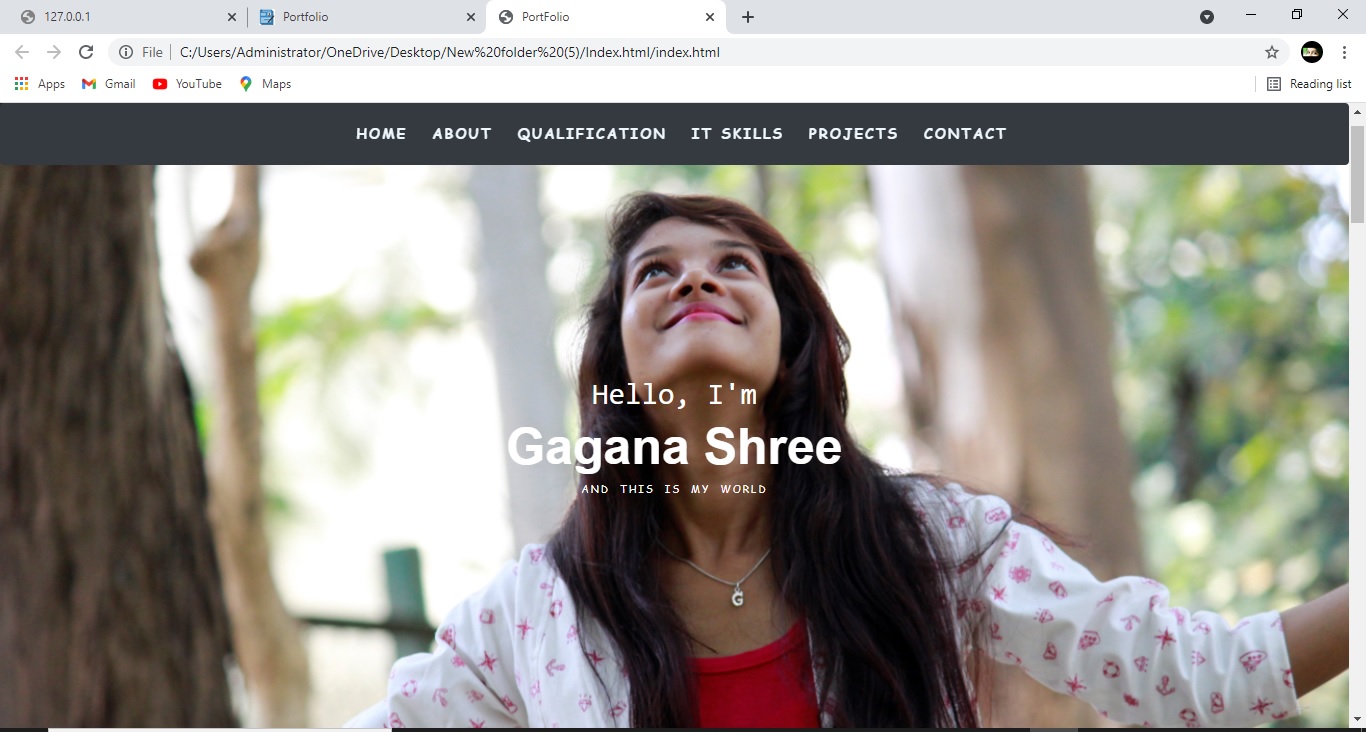 127.0.0.1
Portfolio
PortFolio
File
C:/Users/Administrator/OneDrive/Desktop/New%20folder%20(5)/Index.html/index.html
Apps
Gmail
YouTube
Maps
Reading list
HOME ABOUT QUALIFICATION IT SKILLS PROJECTS CONTACT
Hello, I'm
Gagana Shree
AND THIS IS MY WORLD
G